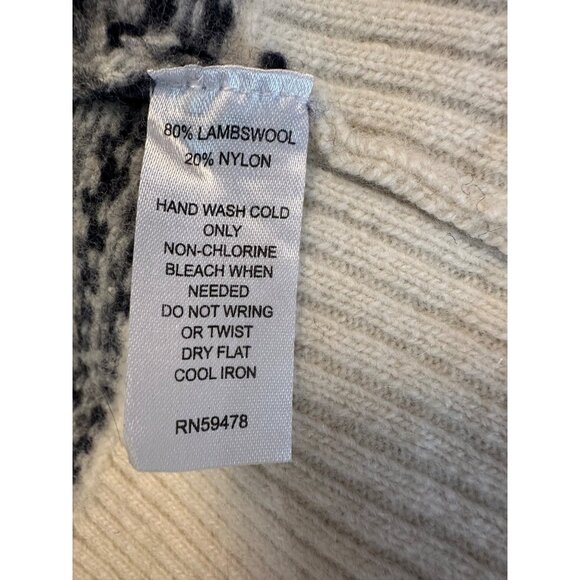 80% LAMBSWOOL
20% NYLON
HAND WASH COLD
ONLY
NON-CHLORINE
BLEACH WHEN
NEEDED
DO NOT WRING
OR TWIST
DRY FLAT
COOL IRON
RN59478